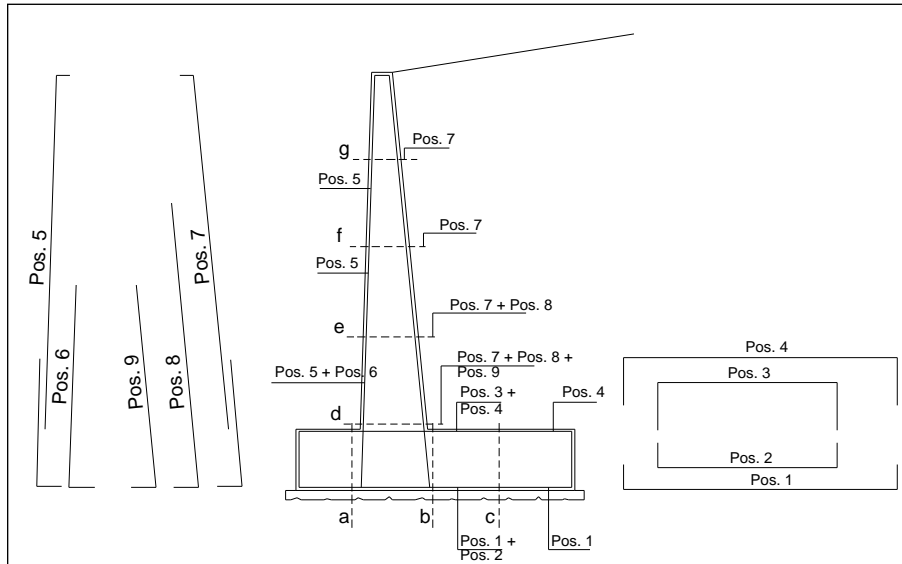 g
Pos. 7
Pos. 5
f
Pos. 7
Pos. 5
Pos. 7 + Pos. 8
e
Pos. 7 + Pos. 8 +
Pos. 9
Pos. 5 + Pos. 6
Pos. 3 +
Pos. 4
Pos. 4
d
a
b
c
Pos. 1 +
Pos. 2
Pos. 1
Pos. 5
Pos. 6
Pos. 9
Pos. 8
Pos. 7
Pos. 4
Pos. 3
Pos. 2
Pos. 1